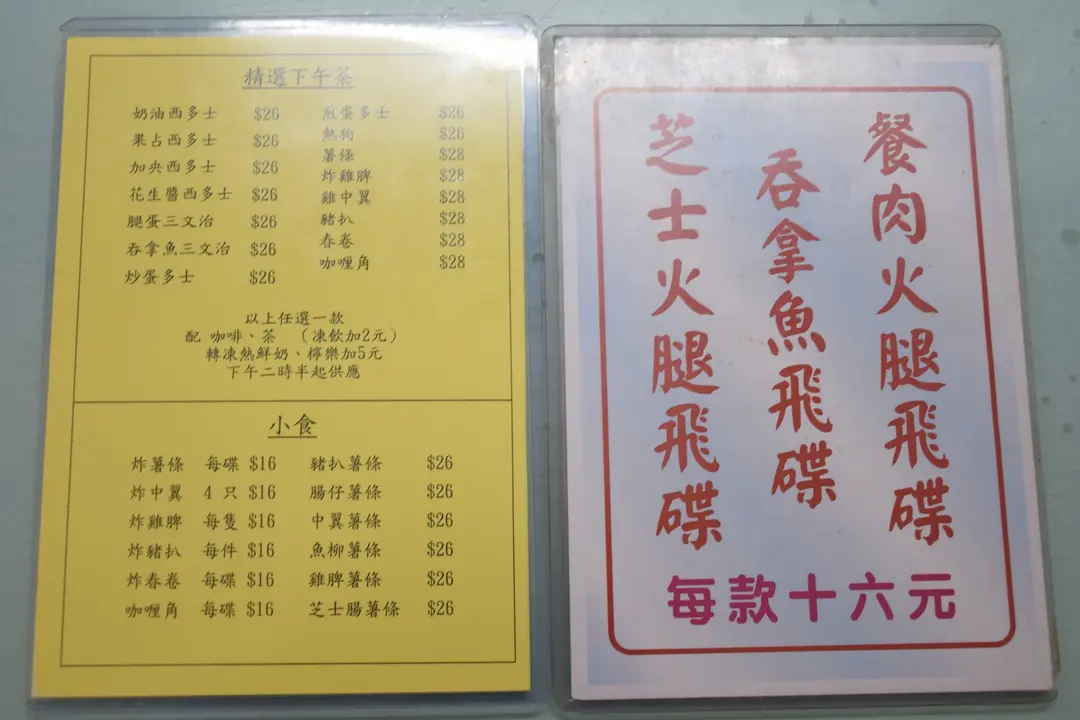 精選下午茶
奶油西多士 $26
果占西多士 $26
加央西多士 $26
花生醬西多士 $26
腿蛋三文治 $26
吞拿魚三文治 $26
炒蛋多士 $26
煎蛋多士 $26
熱狗 $26
薯條 $28
炸雞脾 $28
雞中翼 $28
豬扒 $28
春卷 $28
咖喱角 $28
以上任選一款
配 咖啡、茶 (凍飲加2元)
轉凍熱鮮奶、檸樂加5元
下午二時半起供應
小食
炸薯條 每碟 $16
炸中翼 4 只 $16
炸雞脾 每隻 $16
炸豬扒 每件 $16
炸春卷 每碟 $16
咖喱角 每碟 $16
豬扒薯條 $26
腸仔薯條 $26
中翼薯條 $26
魚柳薯條 $26
雞脾薯條 $26
芝士腸薯條 $26
餐肉火腿飛碟
吞拿魚飛碟
芝士火腿飛碟
每款十六元